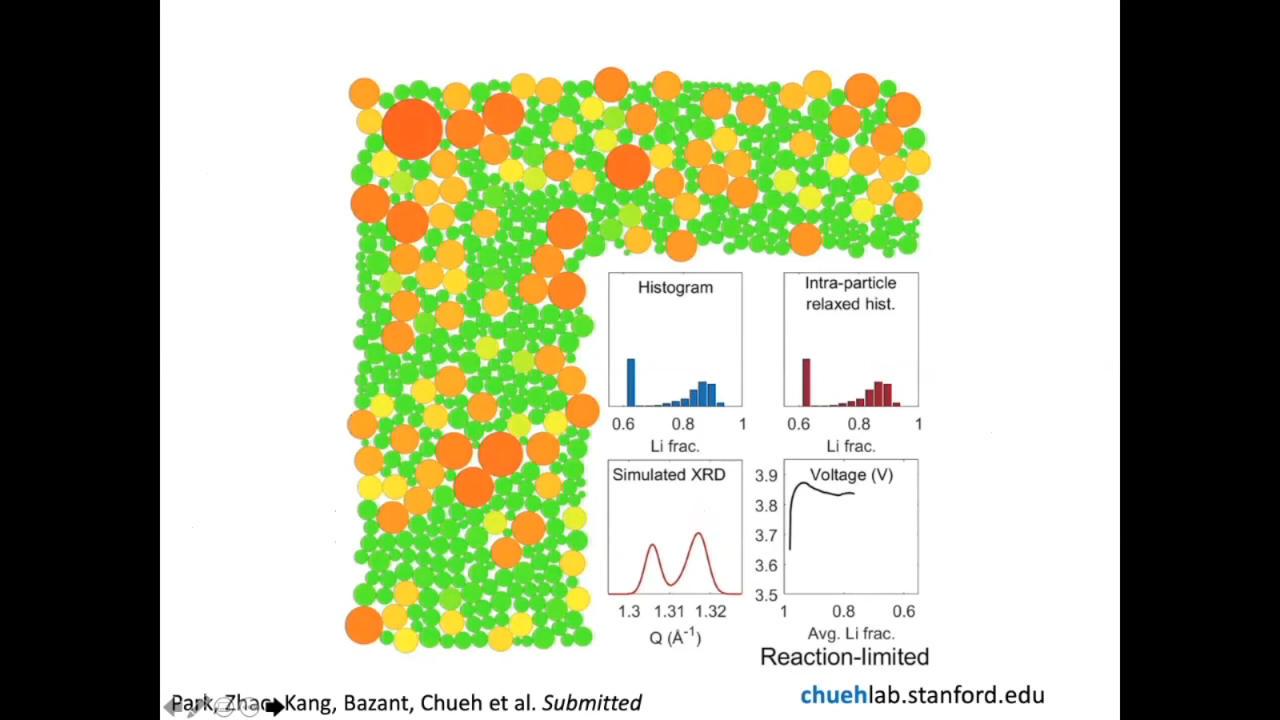 Histogram
0.6 0.8 1
Li frac.
Intra-particle
relaxed hist.
0.6 0.8 1
Li frac.
Simulated XRD
1.3 1.31 1.32
Q (Å⁻¹)
Voltage (V)
3.9
3.8
3.7
3.6
3.5
1 0.8 0.6
Avg. Li frac.
Reaction-limited
Park, Zhao, Kang, Bazant, Chueh et al. Submitted
chuehlab.stanford.edu